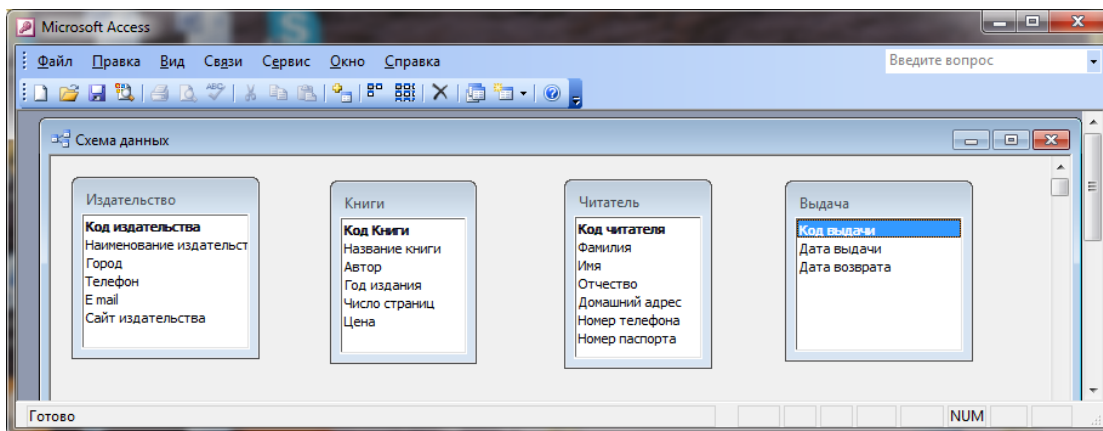 Microsoft Access
Файл Правка Вид Связи Сервис Окно Справка
Введите вопрос
Схема данных
Издательство
Код издательства
Наименование издательст
Город
Телефон
E mail
Сайт издательства
Книги
Код Книги
Название книги
Автор
Год издания
Число страниц
Цена
Читатель
Код читателя
Фамилия
Имя
Отчество
Домашний адрес
Номер телефона
Номер паспорта
Выдача
Код выдачи
Дата выдачи
Дата возврата
Готово
NUM